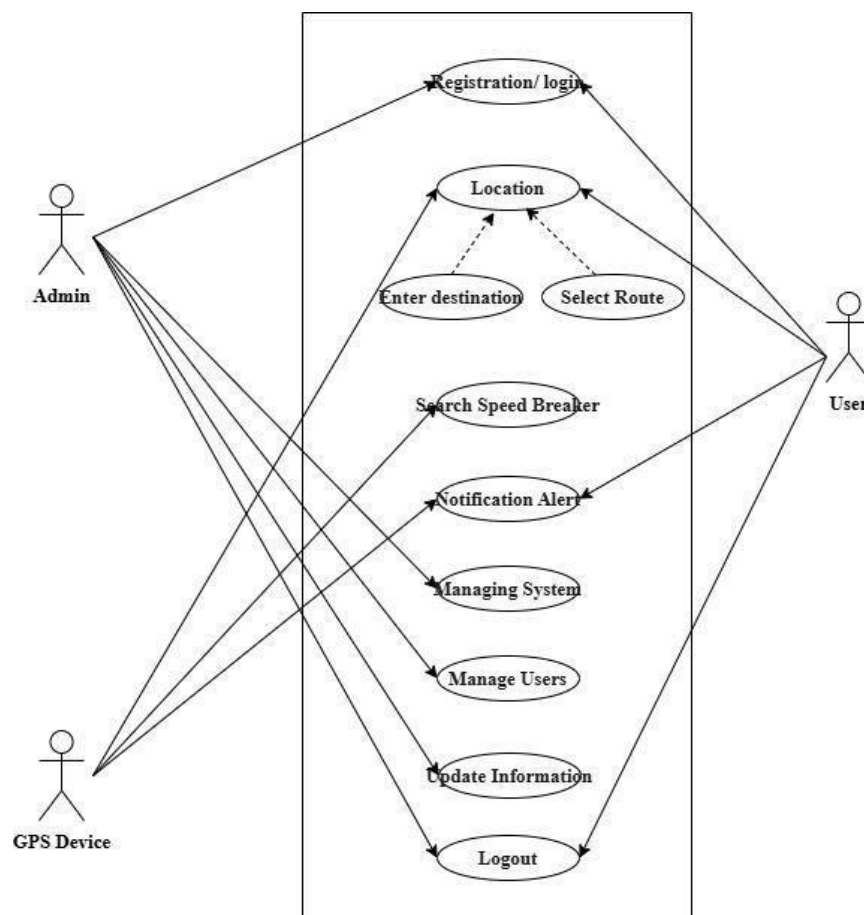 Registration/ login
Location
Admin
Enter destination
Select Route
User
Search Speed Breaker
Notification Alert
Managing System
Manage Users
Update Information
GPS Device
Logout